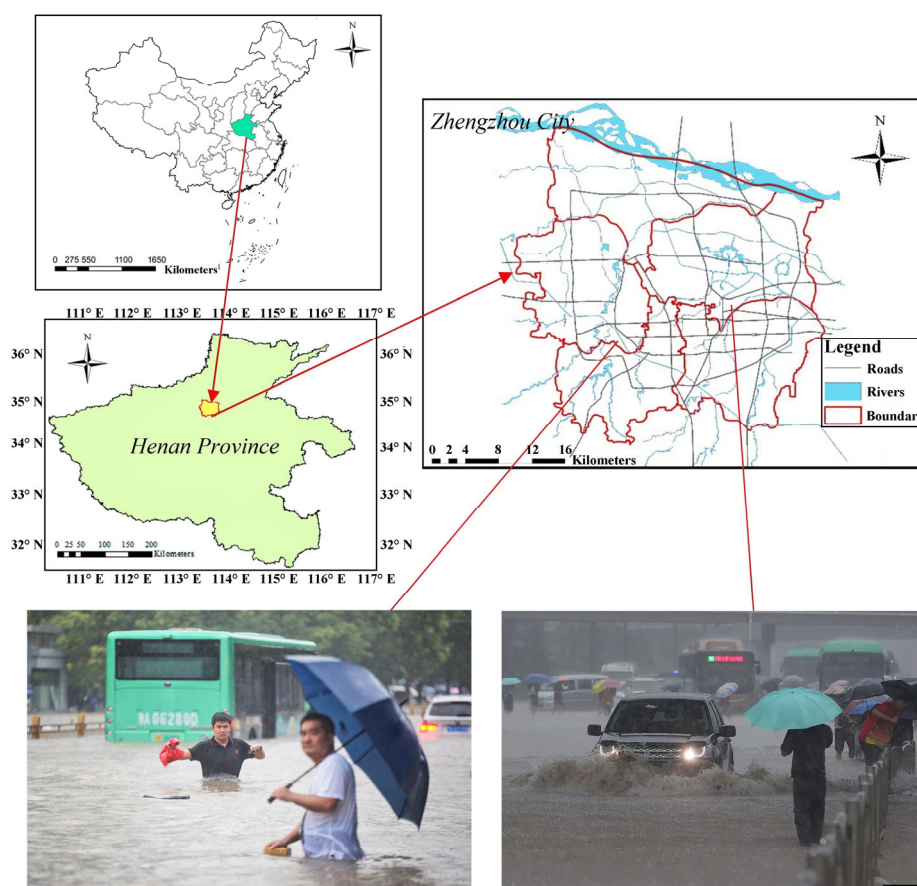 N
0 275 550 1100 1650
Kilometers
Zhengzhou City
N
Legend
Roads
Rivers
Boundar
0 2 4 8 12 16
Kilometers
111° E 112° E 113° E 114° E 115° E 116° E 117° E
N
36° N 36° N
35° N 35° N
34° N 34° N
33° N 33° N
32° N 32° N
Henan Province
0 25 50 100 150 200
Kilometers
111° E 112° E 113° E 114° E 115° E 116° E 117° E